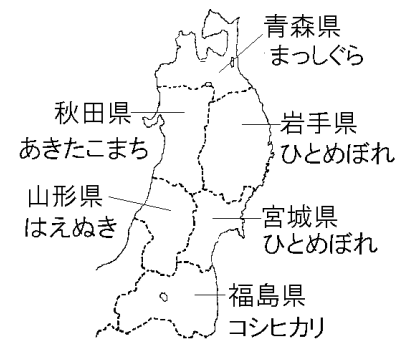 青森県
まっしぐら
秋田県
あきたこまち
岩手県
ひとめぼれ
山形県
はえぬき
宮城県
ひとめぼれ
福島県
コシヒカリ